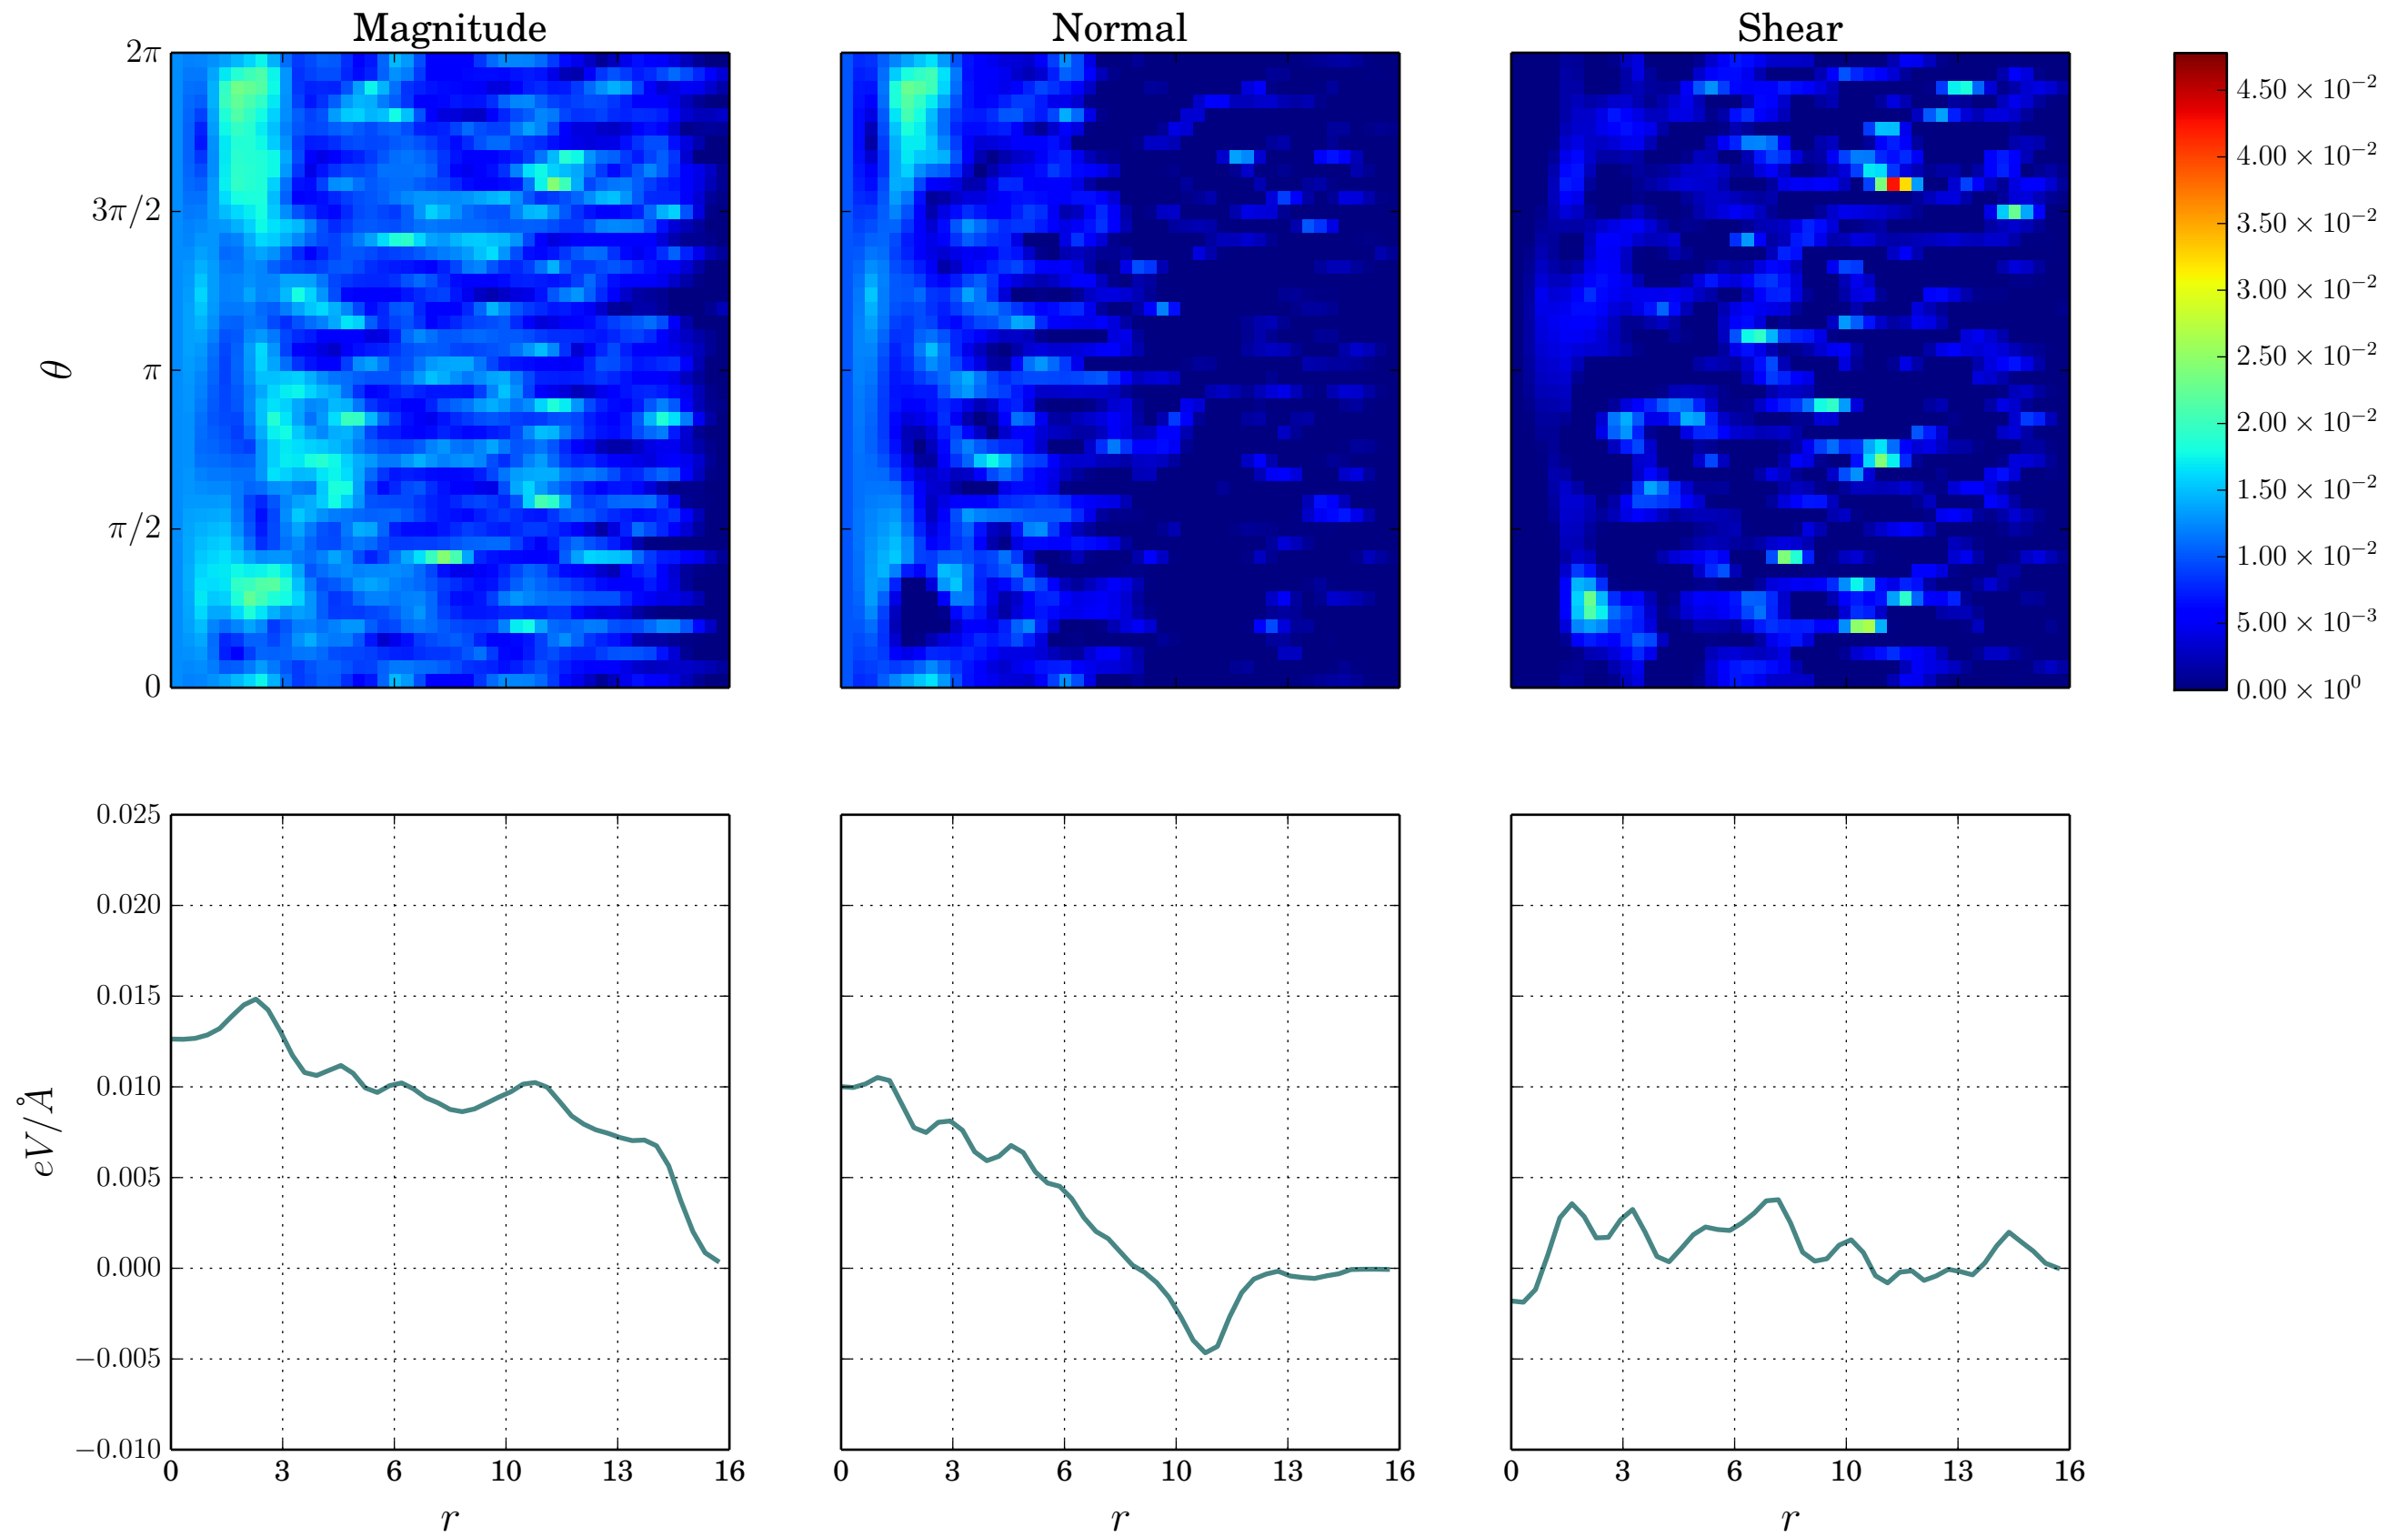 Magnitude Normal Shear
2π
3π/2
π
π/2
0
θ
4.50 × 10⁻²
4.00 × 10⁻²
3.50 × 10⁻²
3.00 × 10⁻²
2.50 × 10⁻²
2.00 × 10⁻²
1.50 × 10⁻²
1.00 × 10⁻²
5.00 × 10⁻³
0.00 × 10⁰
0.025
0.020
0.015
0.010
0.005
0.000
−0.005
−0.010
eV/Å
0 3 6 10 13 16 0 3 6 10 13 16 0 3 6 10 13 16
r r r